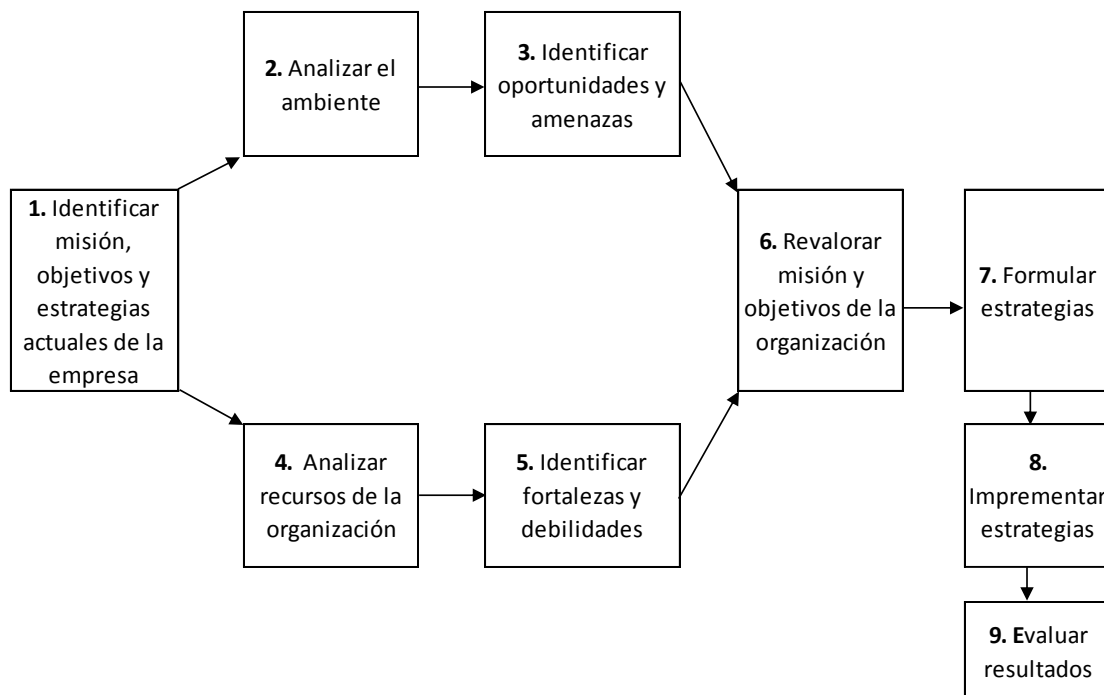 1. Identificar
misión,
objetivos y
estrategias
actuales de la
empresa
2. Analizar el
ambiente
3. Identificar
oportunidades y
amenazas
4. Analizar
recursos de la
organización
5. Identificar
fortalezas y
debilidades
6. Revalorar
misión y
objetivos de la
organización
7. Formular
estrategias
8.
Imprementar
estrategias
9. Evaluar
resultados